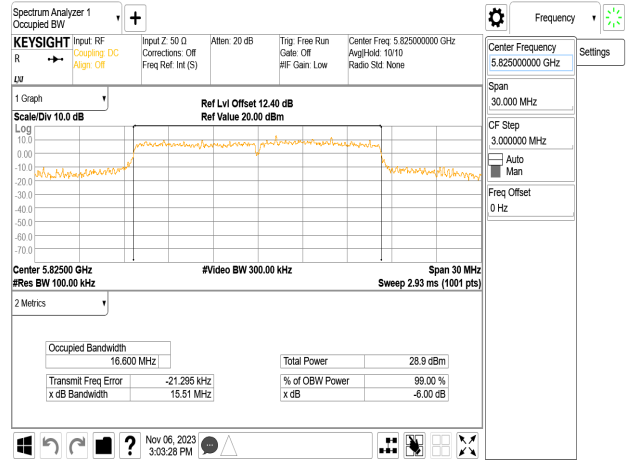 Spectrum Analyzer 1
Occupied BW
Frequency
KEYSIGHT
R
Input: RF
Coupling: DC
Align: Off
Input Z: 50 Ω
Corrections: Off
Freq Ref: Int (S)
Atten: 20 dB
Trig: Free Run
Gate: Off
#IF Gain: Low
Center Freq: 5.825000000 GHz
Avg|Hold: 10/10
Radio Std: None
LXI
Center Frequency
5.825000000 GHz
Settings
Span
30.000 MHz
CF Step
3.000000 MHz
Auto
Man
Freq Offset
0 Hz
1 Graph
Scale/Div 10.0 dB
Ref Lvl Offset 12.40 dB
Ref Value 20.00 dBm
Log
10.0
0.00
-10.0
-20.0
-30.0
-40.0
-50.0
-60.0
-70.0
Center 5.82500 GHz
#Video BW 300.00 kHz
Span 30 MHz
#Res BW 100.00 kHz
Sweep 2.93 ms (1001 pts)
2 Metrics
Occupied Bandwidth
16.600 MHz
Total Power 28.9 dBm
Transmit Freq Error -21.295 kHz
% of OBW Power 99.00 %
x dB Bandwidth 15.51 MHz
x dB -6.00 dB
?
Nov 06, 2023
3:03:28 PM